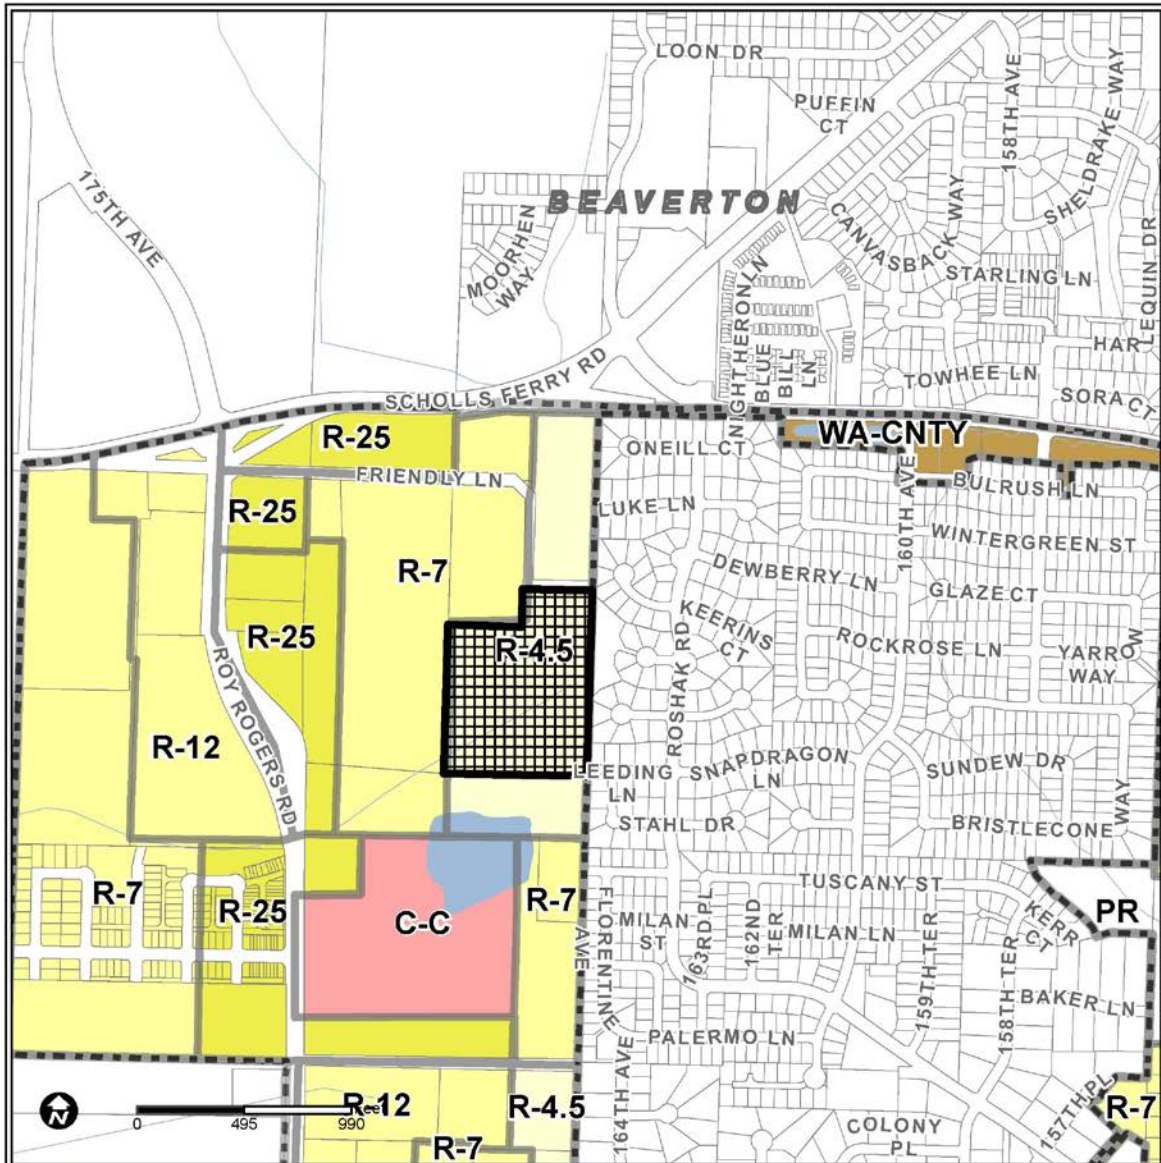 LOON DR
PUFFIN
CT
158TH AVE
SHELDRAKE WAY
175TH AVE
BEAVERTON
MOORHEN
WAY
CANVASBACK WAY
STARLING LN
HARLEQUIN DR
NIGHTHERON LN
BLUE
BILL
LN
TOWHEE LN
SORA CT
SCHOLLS FERRY RD
R-25
WA-CNTY
ONEILL CT
FRIENDLY LN
BULRUSH LN
R-25
LUKE LN
160TH AVE
WINTERGREEN ST
R-7
DEWBERRY LN
GLAZE CT
KEERINS
CT
R-25
R-4.5
ROCKROSE LN
YARROW
WAY
ROY ROGERS RD
ROSHAK RD
R-12
LEEDING
LN
SNAPDRAGON
LN
SUNDEW DR
STAHL DR
BRISTLECONE WAY
R-7
R-25
C-C
R-7
FLORENTINE
AVE
TUSCANY ST
MILAN
ST
163RD PL
162ND
TER
MILAN LN
KERR
CT
PR
159TH TER
158TH TER
BAKER LN
PALERMO LN
164TH AVE
157TH PL
N
R-12
R-4.5
R-7
0
495
990
COLONY
PL
R-7